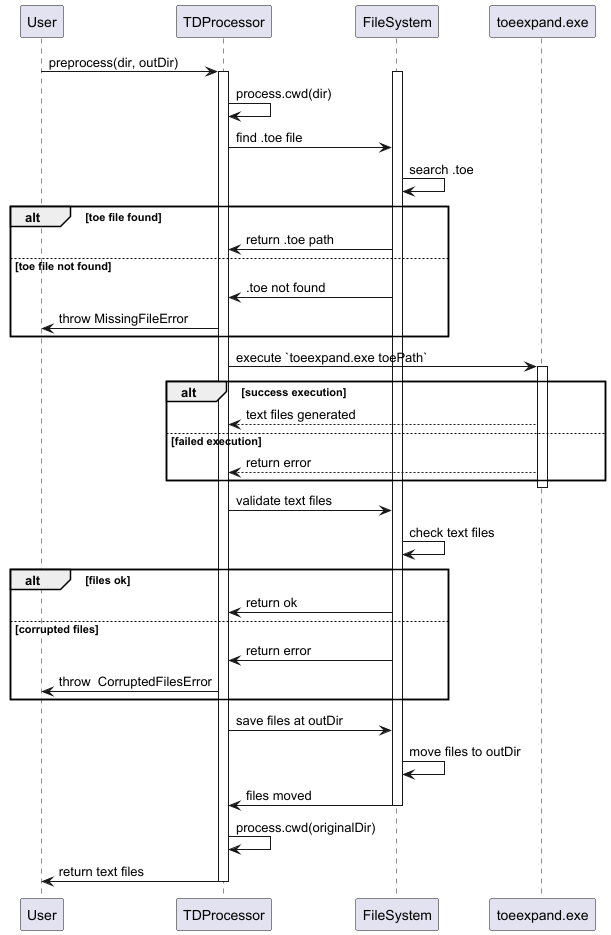 User TDProcessor FileSystem toeexpand.exe
preprocess(dir, outDir)
process.cwd(dir)
find .toe file
search .toe
alt [toe file found]
return .toe path
[toe file not found]
.toe not found
throw MissingFileError
execute `toeexpand.exe toePath`
alt [success execution]
text files generated
[failed execution]
return error
validate text files
check text files
alt [files ok]
return ok
[corrupted files]
return error
throw  CorruptedFilesError
save files at outDir
move files to outDir
files moved
process.cwd(originalDir)
return text files
User TDProcessor FileSystem toeexpand.exe